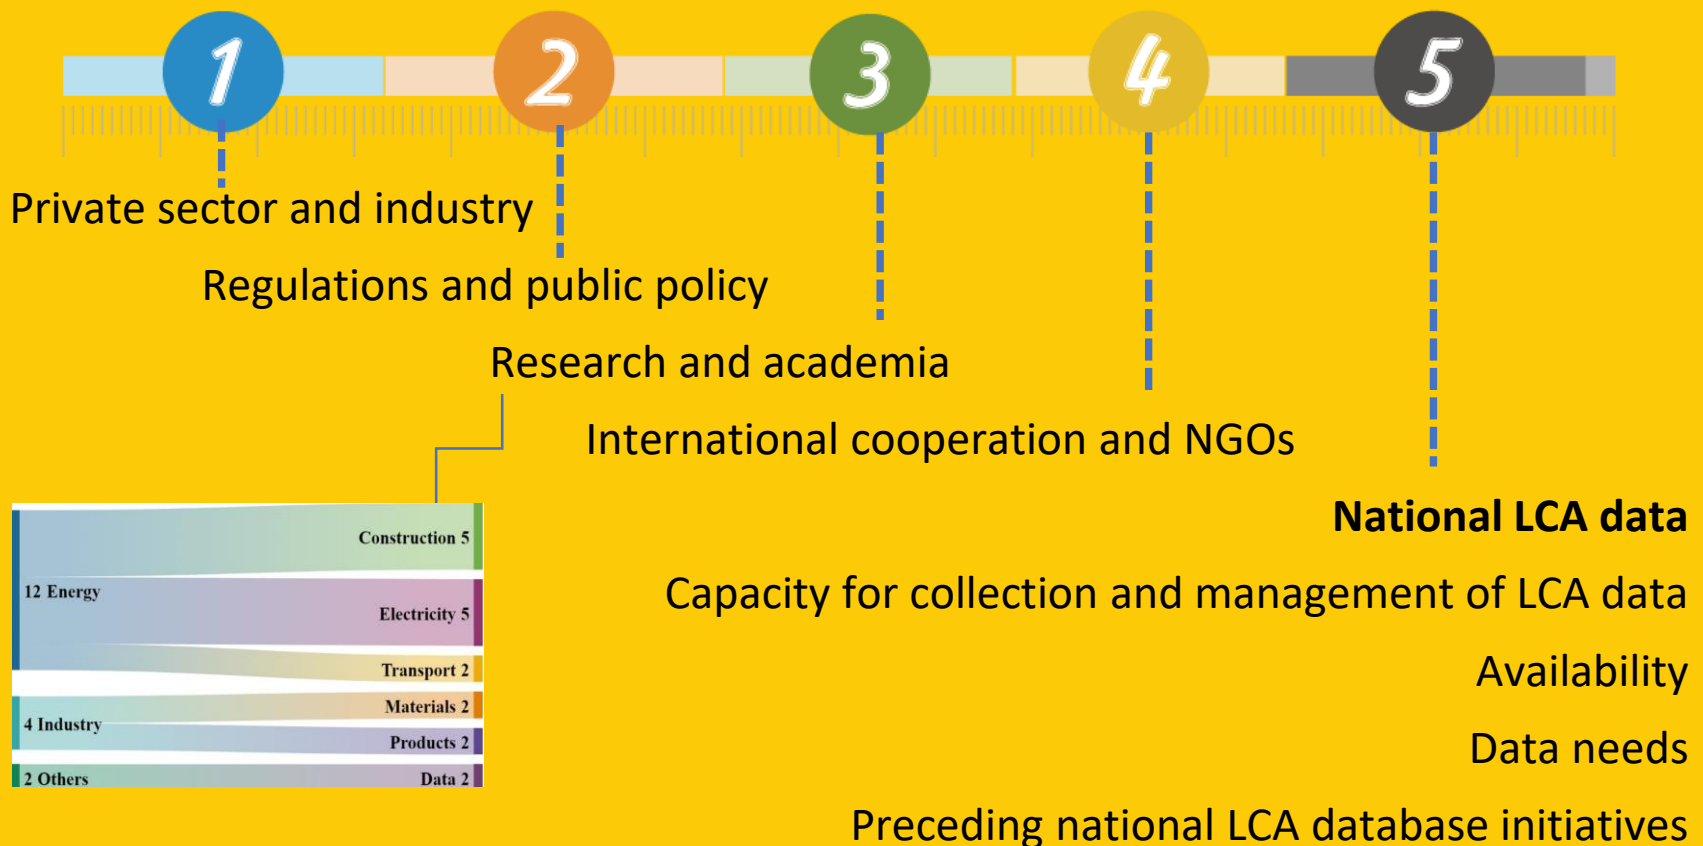 1
2
3
4
5
Private sector and industry
Regulations and public policy
Research and academia
International cooperation and NGOs
National LCA data
Capacity for collection and management of LCA data
Availability
Data needs
Preceding national LCA database initiatives
12 Energy
4 Industry
2 Others
Construction 5
Electricity 5
Transport 2
Materials 2
Products 2
Data 2